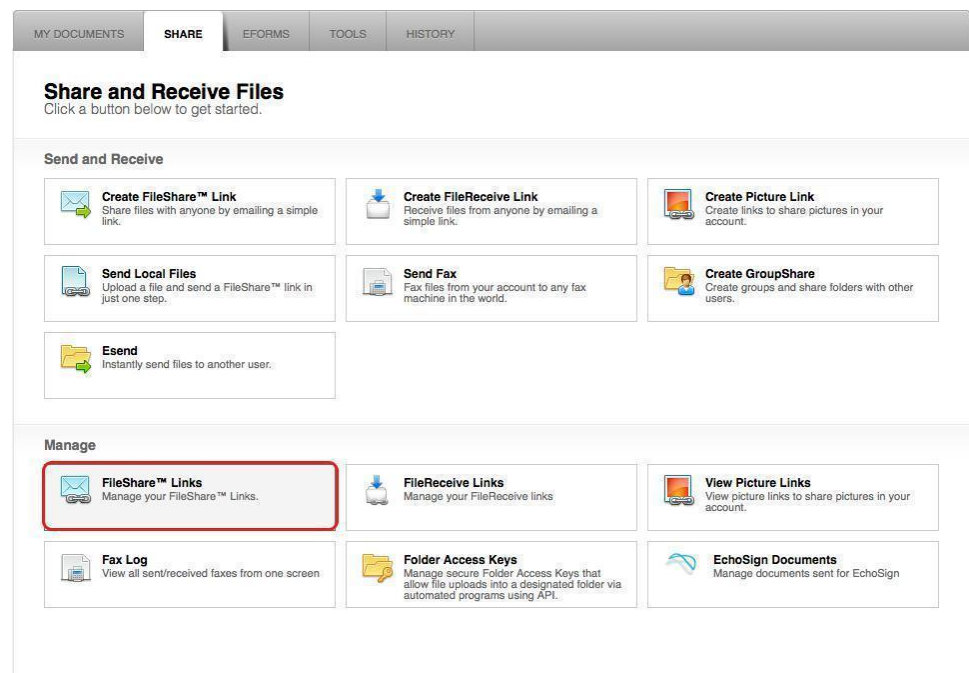 MY DOCUMENTS SHARE EFORMS TOOLS HISTORY
Share and Receive Files
Click a button below to get started.
Send and Receive
Create FileShare™ Link
Share files with anyone by emailing a simple
link.
Create FileReceive Link
Receive files from anyone by emailing a
simple link.
Create Picture Link
Create links to share pictures in your
account.
Send Local Files
Upload a file and send a FileShare™ link in
just one step.
Send Fax
Fax files from your account to any fax
machine in the world.
Create GroupShare
Create groups and share folders with other
users.
Esend
Instantly send files to another user.
Manage
FileShare™ Links
Manage your FileShare™ Links.
FileReceive Links
Manage your FileReceive links
View Picture Links
View picture links to share pictures in your
account.
Fax Log
View all sent/received faxes from one screen
Folder Access Keys
Manage secure Folder Access Keys that
allow file uploads into a designated folder via
automated programs using API.
EchoSign Documents
Manage documents sent for EchoSign